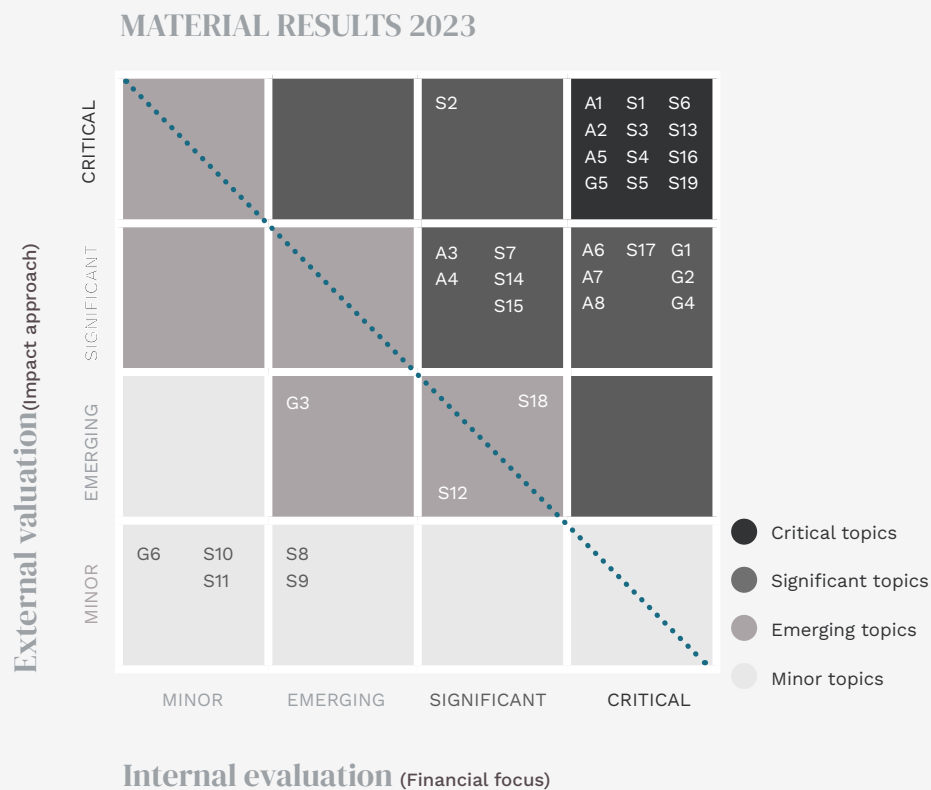 MATERIAL RESULTS 2023
External valuation (Impact approach)
CRITICAL
S2
A1 S1 S6
A2 S3 S13
A5 S4 S16
G5 S5 S19
SIGNIFICANT
A3 S7
A4 S14
S15
A6 S17 G1
A7 G2
A8 G4
EMERGING
G3
S18
S12
MINOR
G6 S10
S11
S8
S9
Critical topics
Significant topics
Emerging topics
Minor topics
MINOR EMERGING SIGNIFICANT CRITICAL
Internal evaluation (Financial focus)